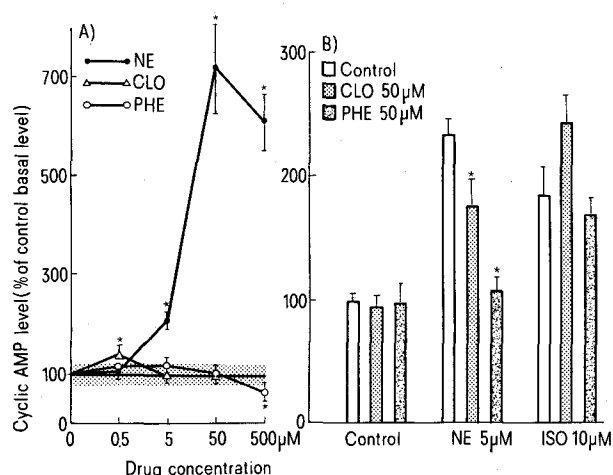 A)
NE
CLO
PHE
Cyclic AMP level(% of control basal level)
700
500
300
100
0
0 0,5 5 50 500μM
Drug concentration
B)
Control
CLO 50μM
PHE 50μM
300
200
100
0
Control NE 5μM ISO 10μM